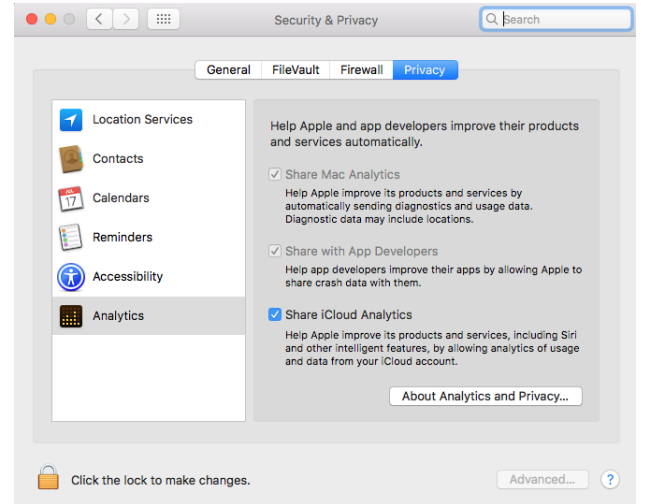 Security & Privacy
Search
General FileVault Firewall Privacy
Location Services
Contacts
JUL
17
Calendars
Reminders
Accessibility
Analytics
Help Apple and app developers improve their products
and services automatically.
Share Mac Analytics
Help Apple improve its products and services by
automatically sending diagnostics and usage data.
Diagnostic data may include locations.
Share with App Developers
Help app developers improve their apps by allowing Apple to
share crash data with them.
Share iCloud Analytics
Help Apple improve its products and services, including Siri
and other intelligent features, by allowing analytics of usage
and data from your iCloud account.
About Analytics and Privacy...
Click the lock to make changes.
Advanced...
?